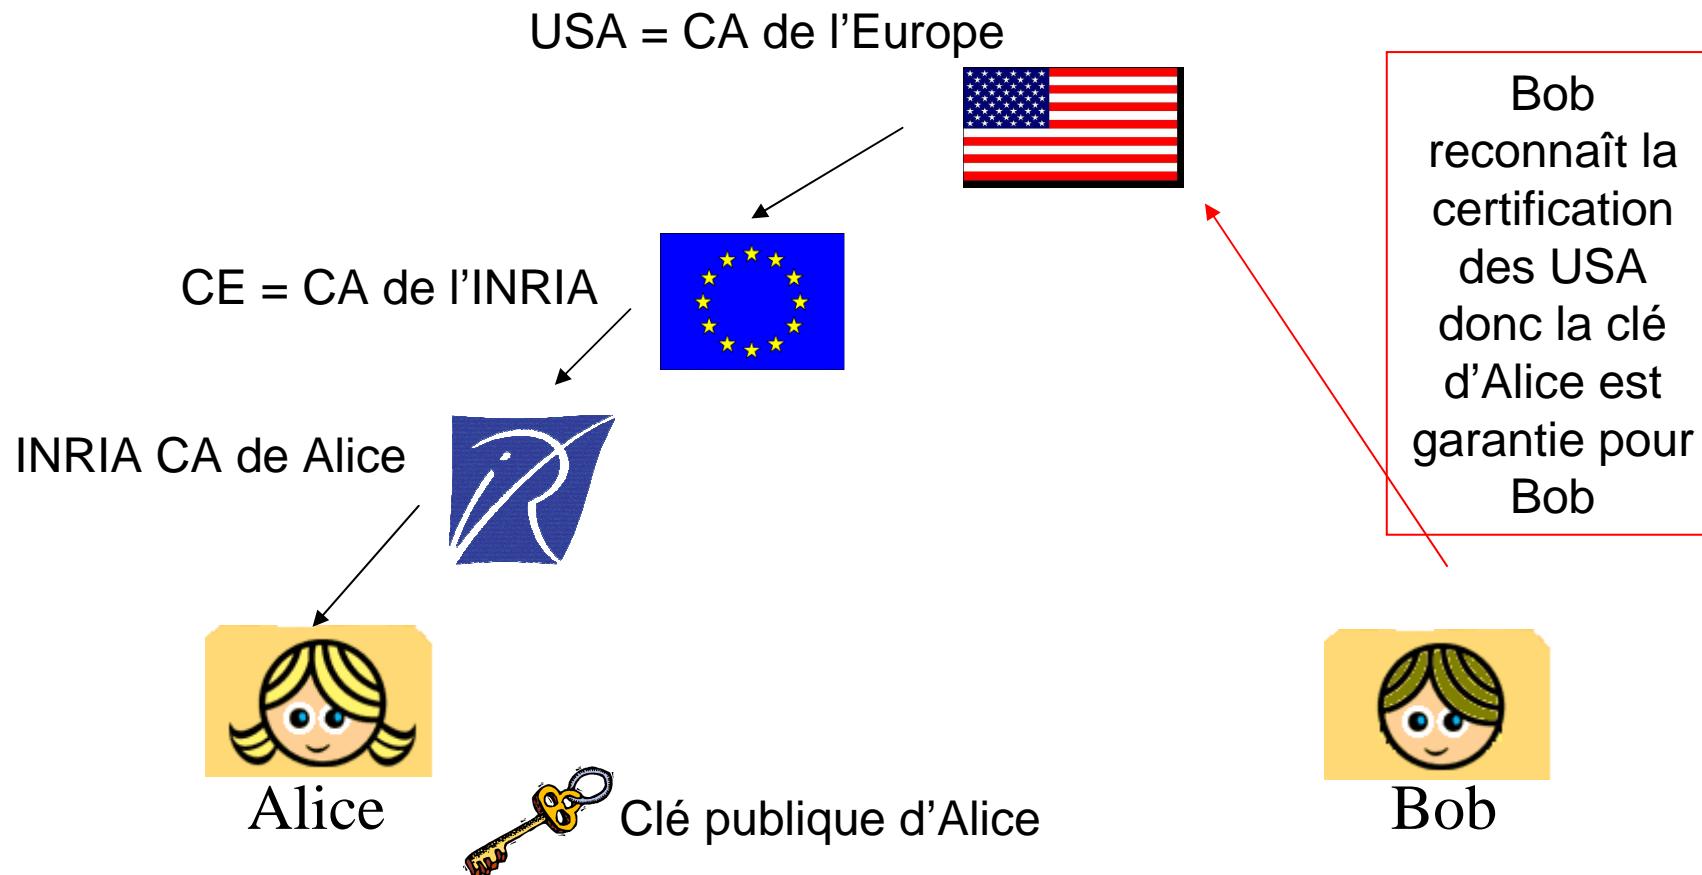 USA = CA de l’Europe
Bob
reconnaît la
certification
des USA
donc la clé
d’Alice est
garantie pour
Bob
CE = CA de l’INRIA
INRIA CA de Alice
Alice
Clé publique d’Alice
Bob